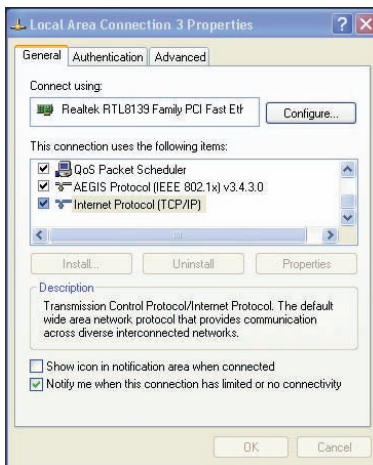 Local Area Connection 3 Properties
General Authentication Advanced
Connect using:
Realtek RTL8139 Family PCI Fast Eth
Configure...
This connection uses the following items:
QoS Packet Scheduler
AEGIS Protocol (IEEE 802.1x) v3.4.3.0
Internet Protocol (TCP/IP)
Install... Uninstall Properties
Description
Transmission Control Protocol/Internet Protocol. The default
wide area network protocol that provides communication
across diverse interconnected networks.
Show icon in notification area when connected
Notify me when this connection has limited or no connectivity
OK Cancel